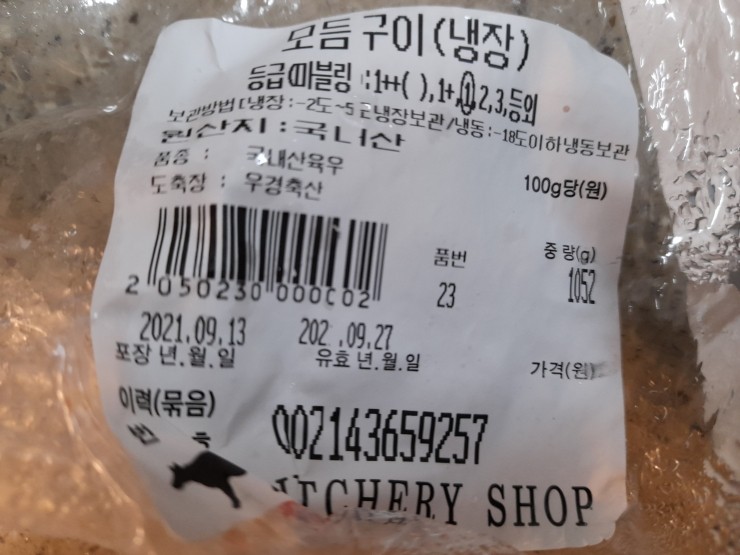 모듬구이(냉장)
등급(마블링 :1++( ),1+,1,2,3,등외
보관방법[냉장:-2도~5도냉장보관/냉동:-18도이하냉동보관
원산지:국내산
품종 : 국내산육우
도축장 : 우경축산
100g당(원)
품번 중량(g)
23 1052
2 050230 000002
2021.09.13 202 .09.27
포장 년.월.일 유효 년.월.일
가격(원)
이력(묶음)
번 호 002143659257
SHOP